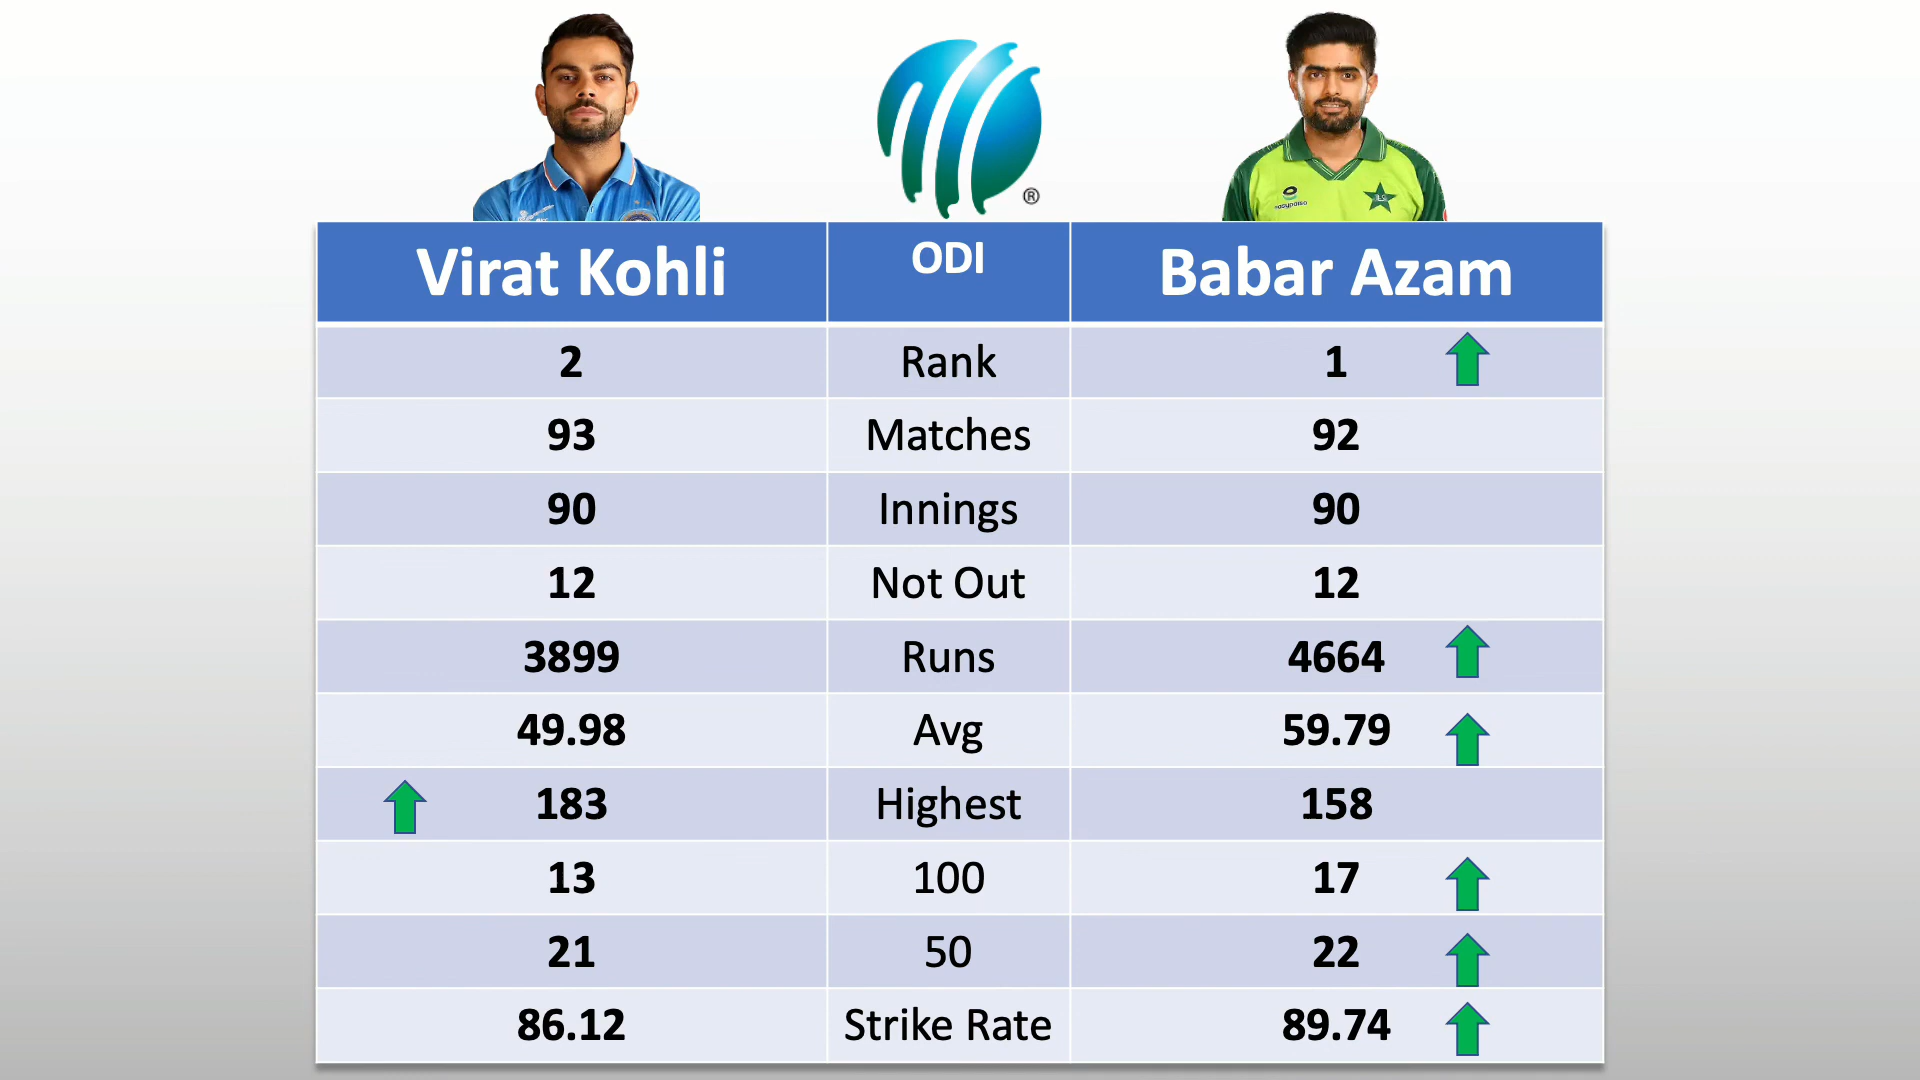 ®
Virat Kohli ODI Babar Azam
2 Rank 1
93 Matches 92
90 Innings 90
12 Not Out 12
3899 Runs 4664
49.98 Avg 59.79
183 Highest 158
13 100 17
21 50 22
86.12 Strike Rate 89.74